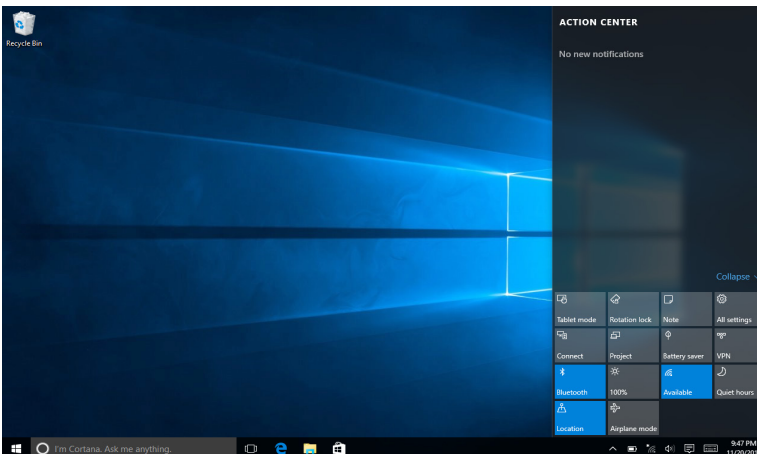 Recycle Bin
ACTION CENTER
No new notifications
Collapse
Tablet mode
Rotation lock
Note
All settings
Connect
Project
Battery saver
VPN
Bluetooth
100%
Available
Quiet hours
Location
Airplane mode
I'm Cortana. Ask me anything.
9:47 PM